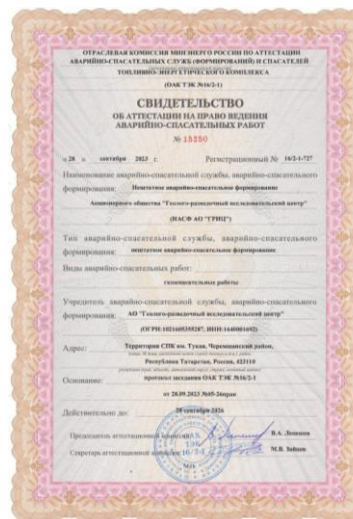 ОТРАСЛЕВАЯ КОМИССИЯ МИНЭНЕРГО РОССИИ ПО АТТЕСТАЦИИ
АВАРИЙНО-СПАСАТЕЛЬНЫХ СЛУЖБ (ФОРМИРОВАНИЙ) И СПАСАТЕЛЕЙ
ТОПЛИВНО-ЭНЕРГЕТИЧЕСКОГО КОМПЛЕКСА
(ОАК ТЭК №16/2-1)
СВИДЕТЕЛЬСТВО
ОБ АТТЕСТАЦИИ НА ПРАВО ВЕДЕНИЯ
АВАРИЙНО-СПАСАТЕЛЬНЫХ РАБОТ
№ 15250
« 28 » сентября 2023 г. Регистрационный № 16/2-1-727
Наименование аварийно-спасательной службы, аварийно-спасательного
формирования: Нештатное аварийно-спасательное формирование
Акционерного общества "Геолого-разведочный исследовательский центр"
(НАСФ АО "ГРИЦ")
Тип аварийно-спасательной службы, аварийно-спасательного
формирования: нештатное аварийно-спасательное формирование
Виды аварийно-спасательных работ:
газоспасательные работы
Учредитель аварийно-спасательной службы, аварийно-спасательного
формирования: АО "Геолого-разведочный исследовательский центр"
Адрес: Территория СПК им. Тукая, Черемшанский район,
Республика Татарстан, Россия, 423110
Основание: протокол заседания ОАК ТЭК №16/2-1
от 28.09.2023 №05-26прав
Действительно до: 28 сентября 2026
Председатель аттестационной комиссии
Секретарь аттестационной комиссии М.В. Зайцев
ТЭК
16/2-1
М.П.